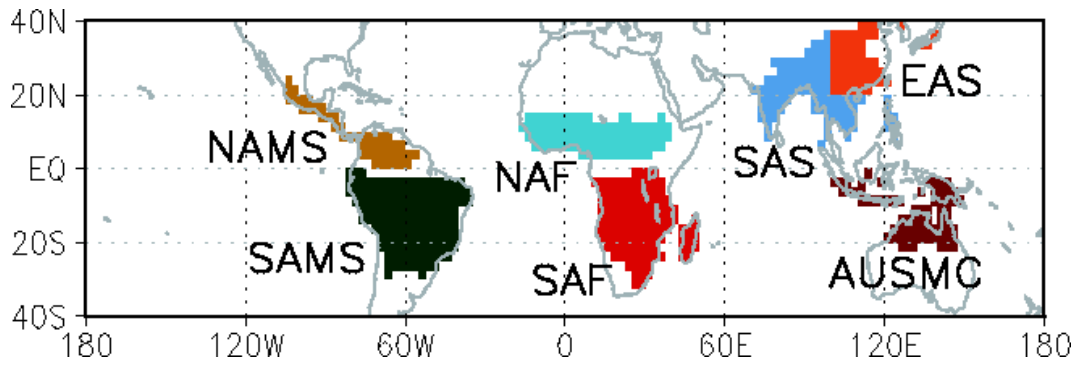 40N
EAS
20N
NAMS
SAS
EQ
NAF
SAMS
SAF
AUSMC
20S
40S
180 120W 60W 0 60E 120E 180